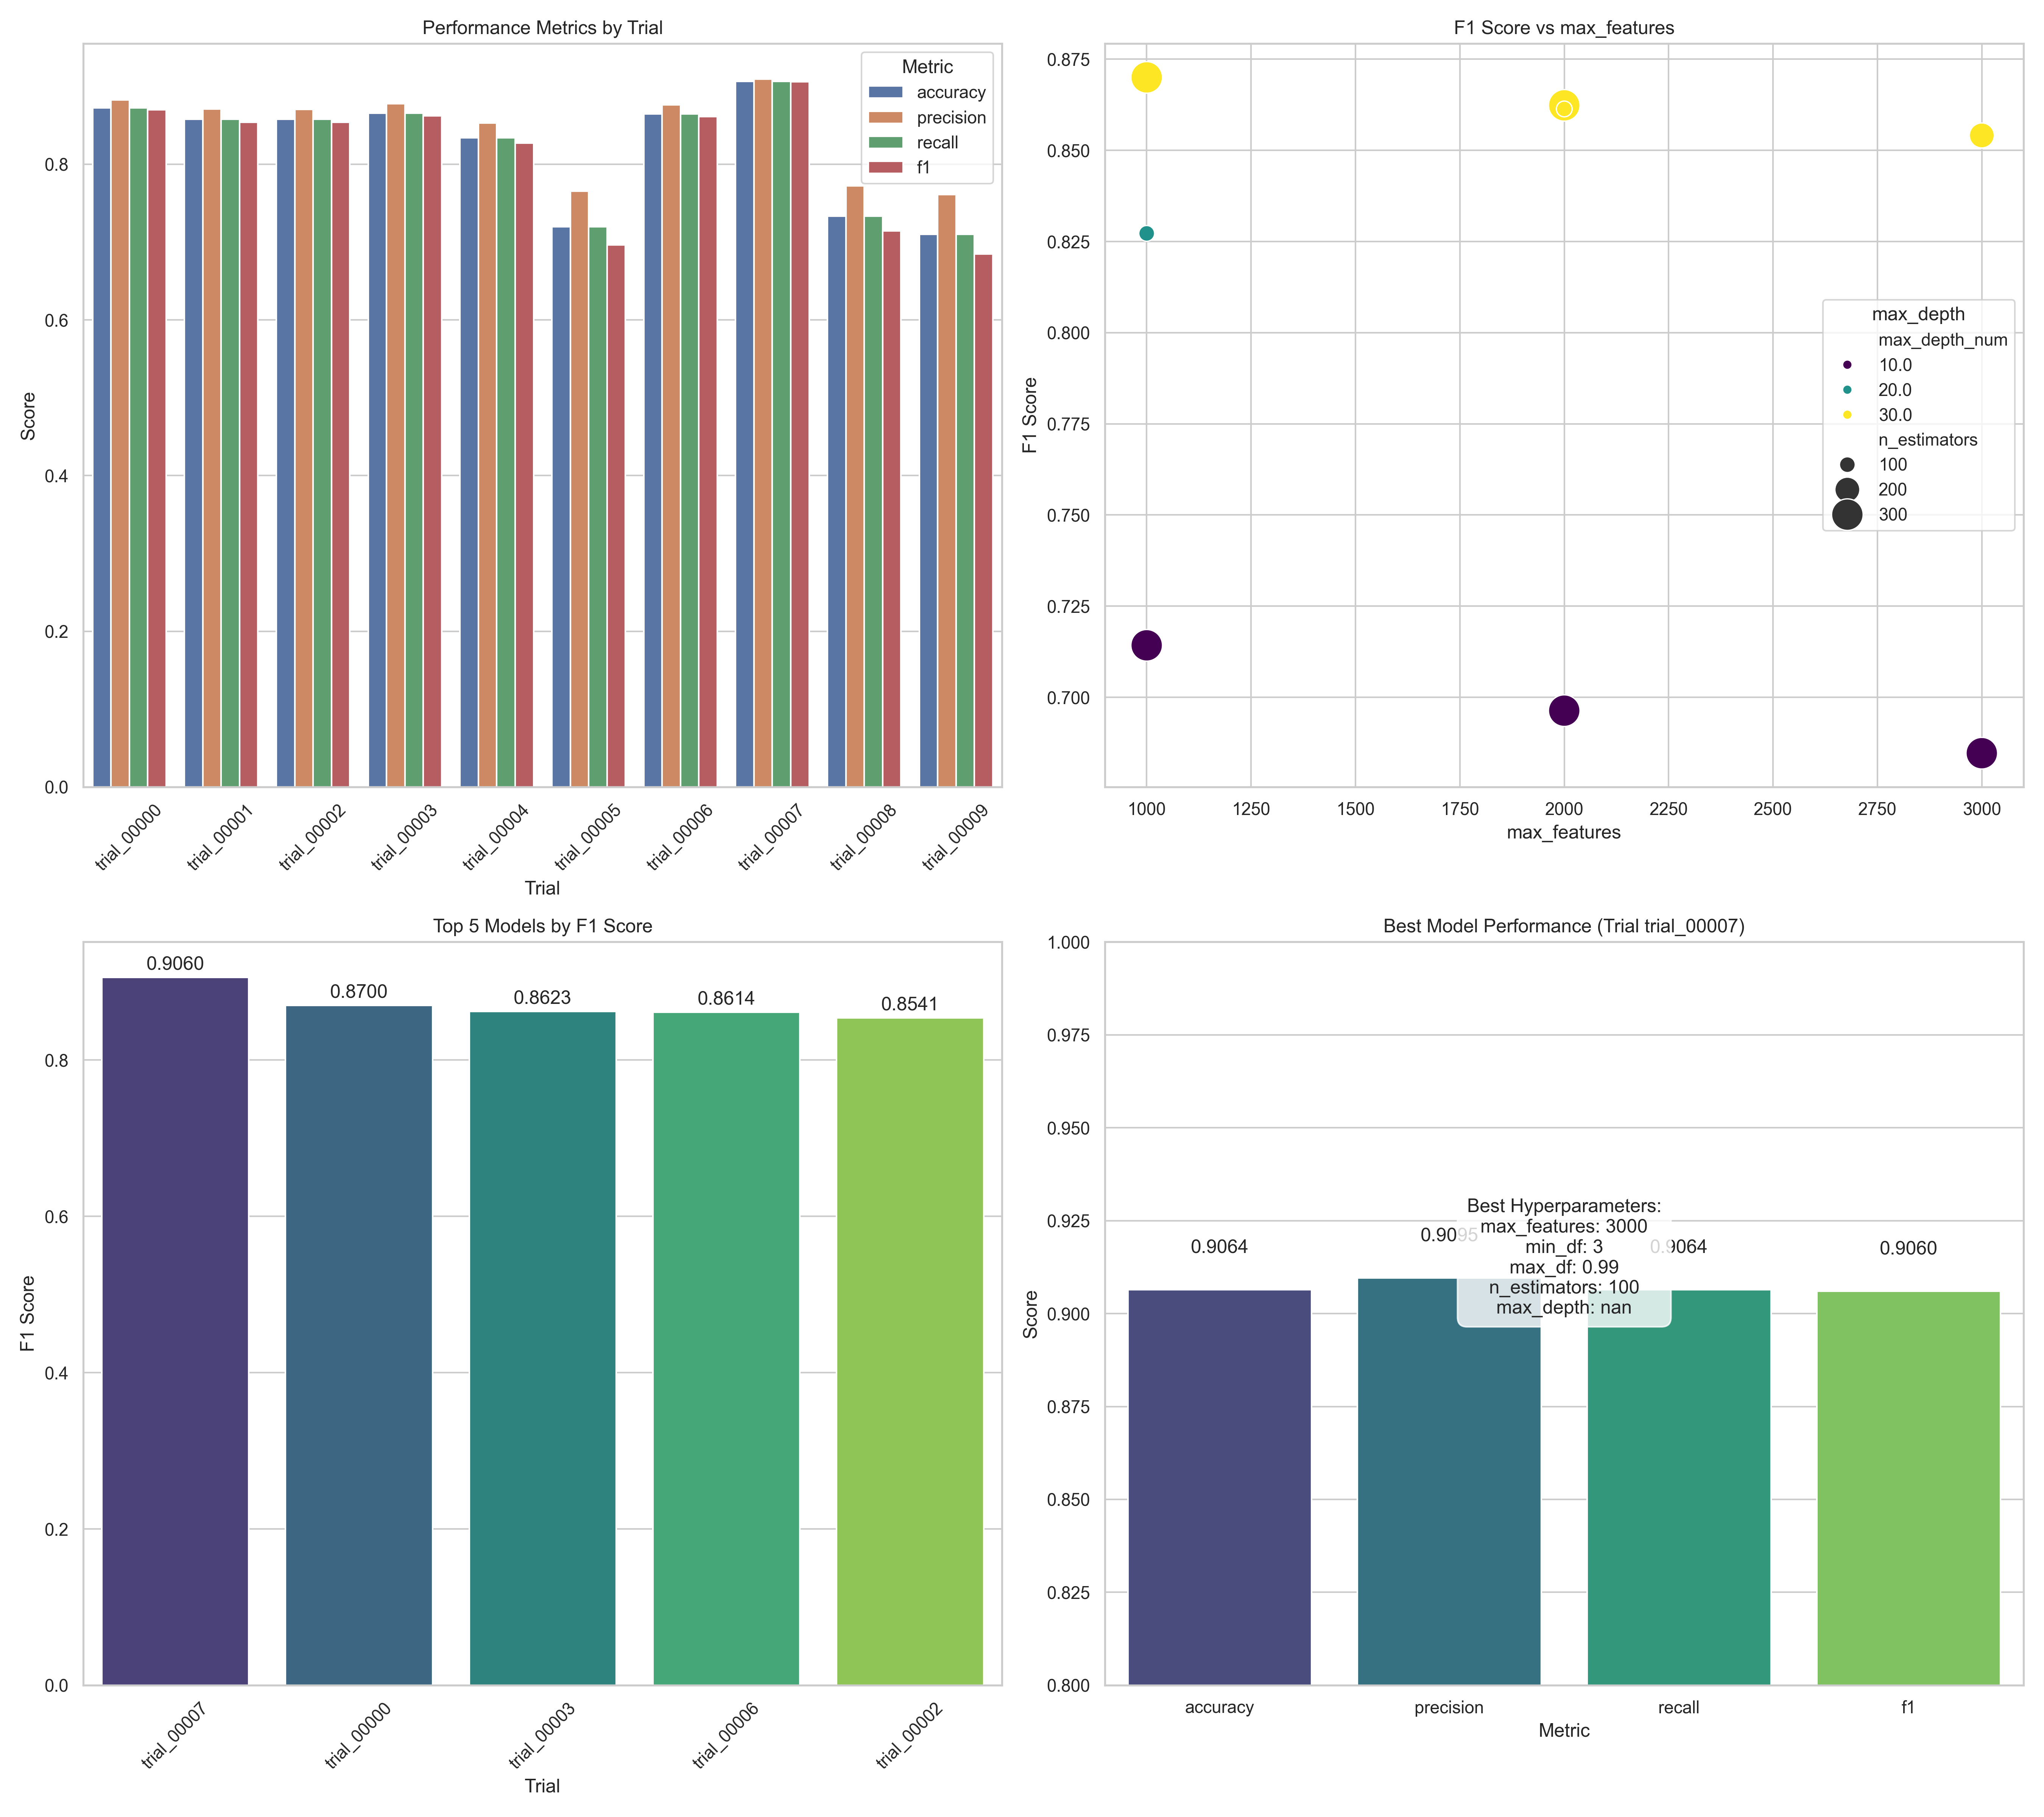 Performance Metrics by Trial
Metric
accuracy
precision
recall
f1
Score
0.8
0.6
0.4
0.2
0.0
trial_00000
trial_00001
trial_00002
trial_00003
trial_00004
trial_00005
trial_00006
trial_00007
trial_00008
trial_00009
Trial
F1 Score vs max_features
F1 Score
0.875
0.850
0.825
0.800
0.775
0.750
0.725
0.700
max_depth
max_depth_num
10.0
20.0
30.0
n_estimators
100
200
300
1000
1250
1500
1750
2000
2250
2500
2750
3000
max_features
Top 5 Models by F1 Score
F1 Score
0.8
0.6
0.4
0.2
0.0
0.9060
0.8700
0.8623
0.8614
0.8541
trial_00007
trial_00000
trial_00003
trial_00006
trial_00002
Trial
Best Model Performance (Trial trial_00007)
Score
1.000
0.975
0.950
0.925
0.900
0.875
0.850
0.825
0.800
0.9064
0.9095
0.9064
0.9060
Best Hyperparameters:
max_features: 3000
min_df: 3
max_df: 0.99
n_estimators: 100
max_depth: nan
accuracy
precision
recall
f1
Metric